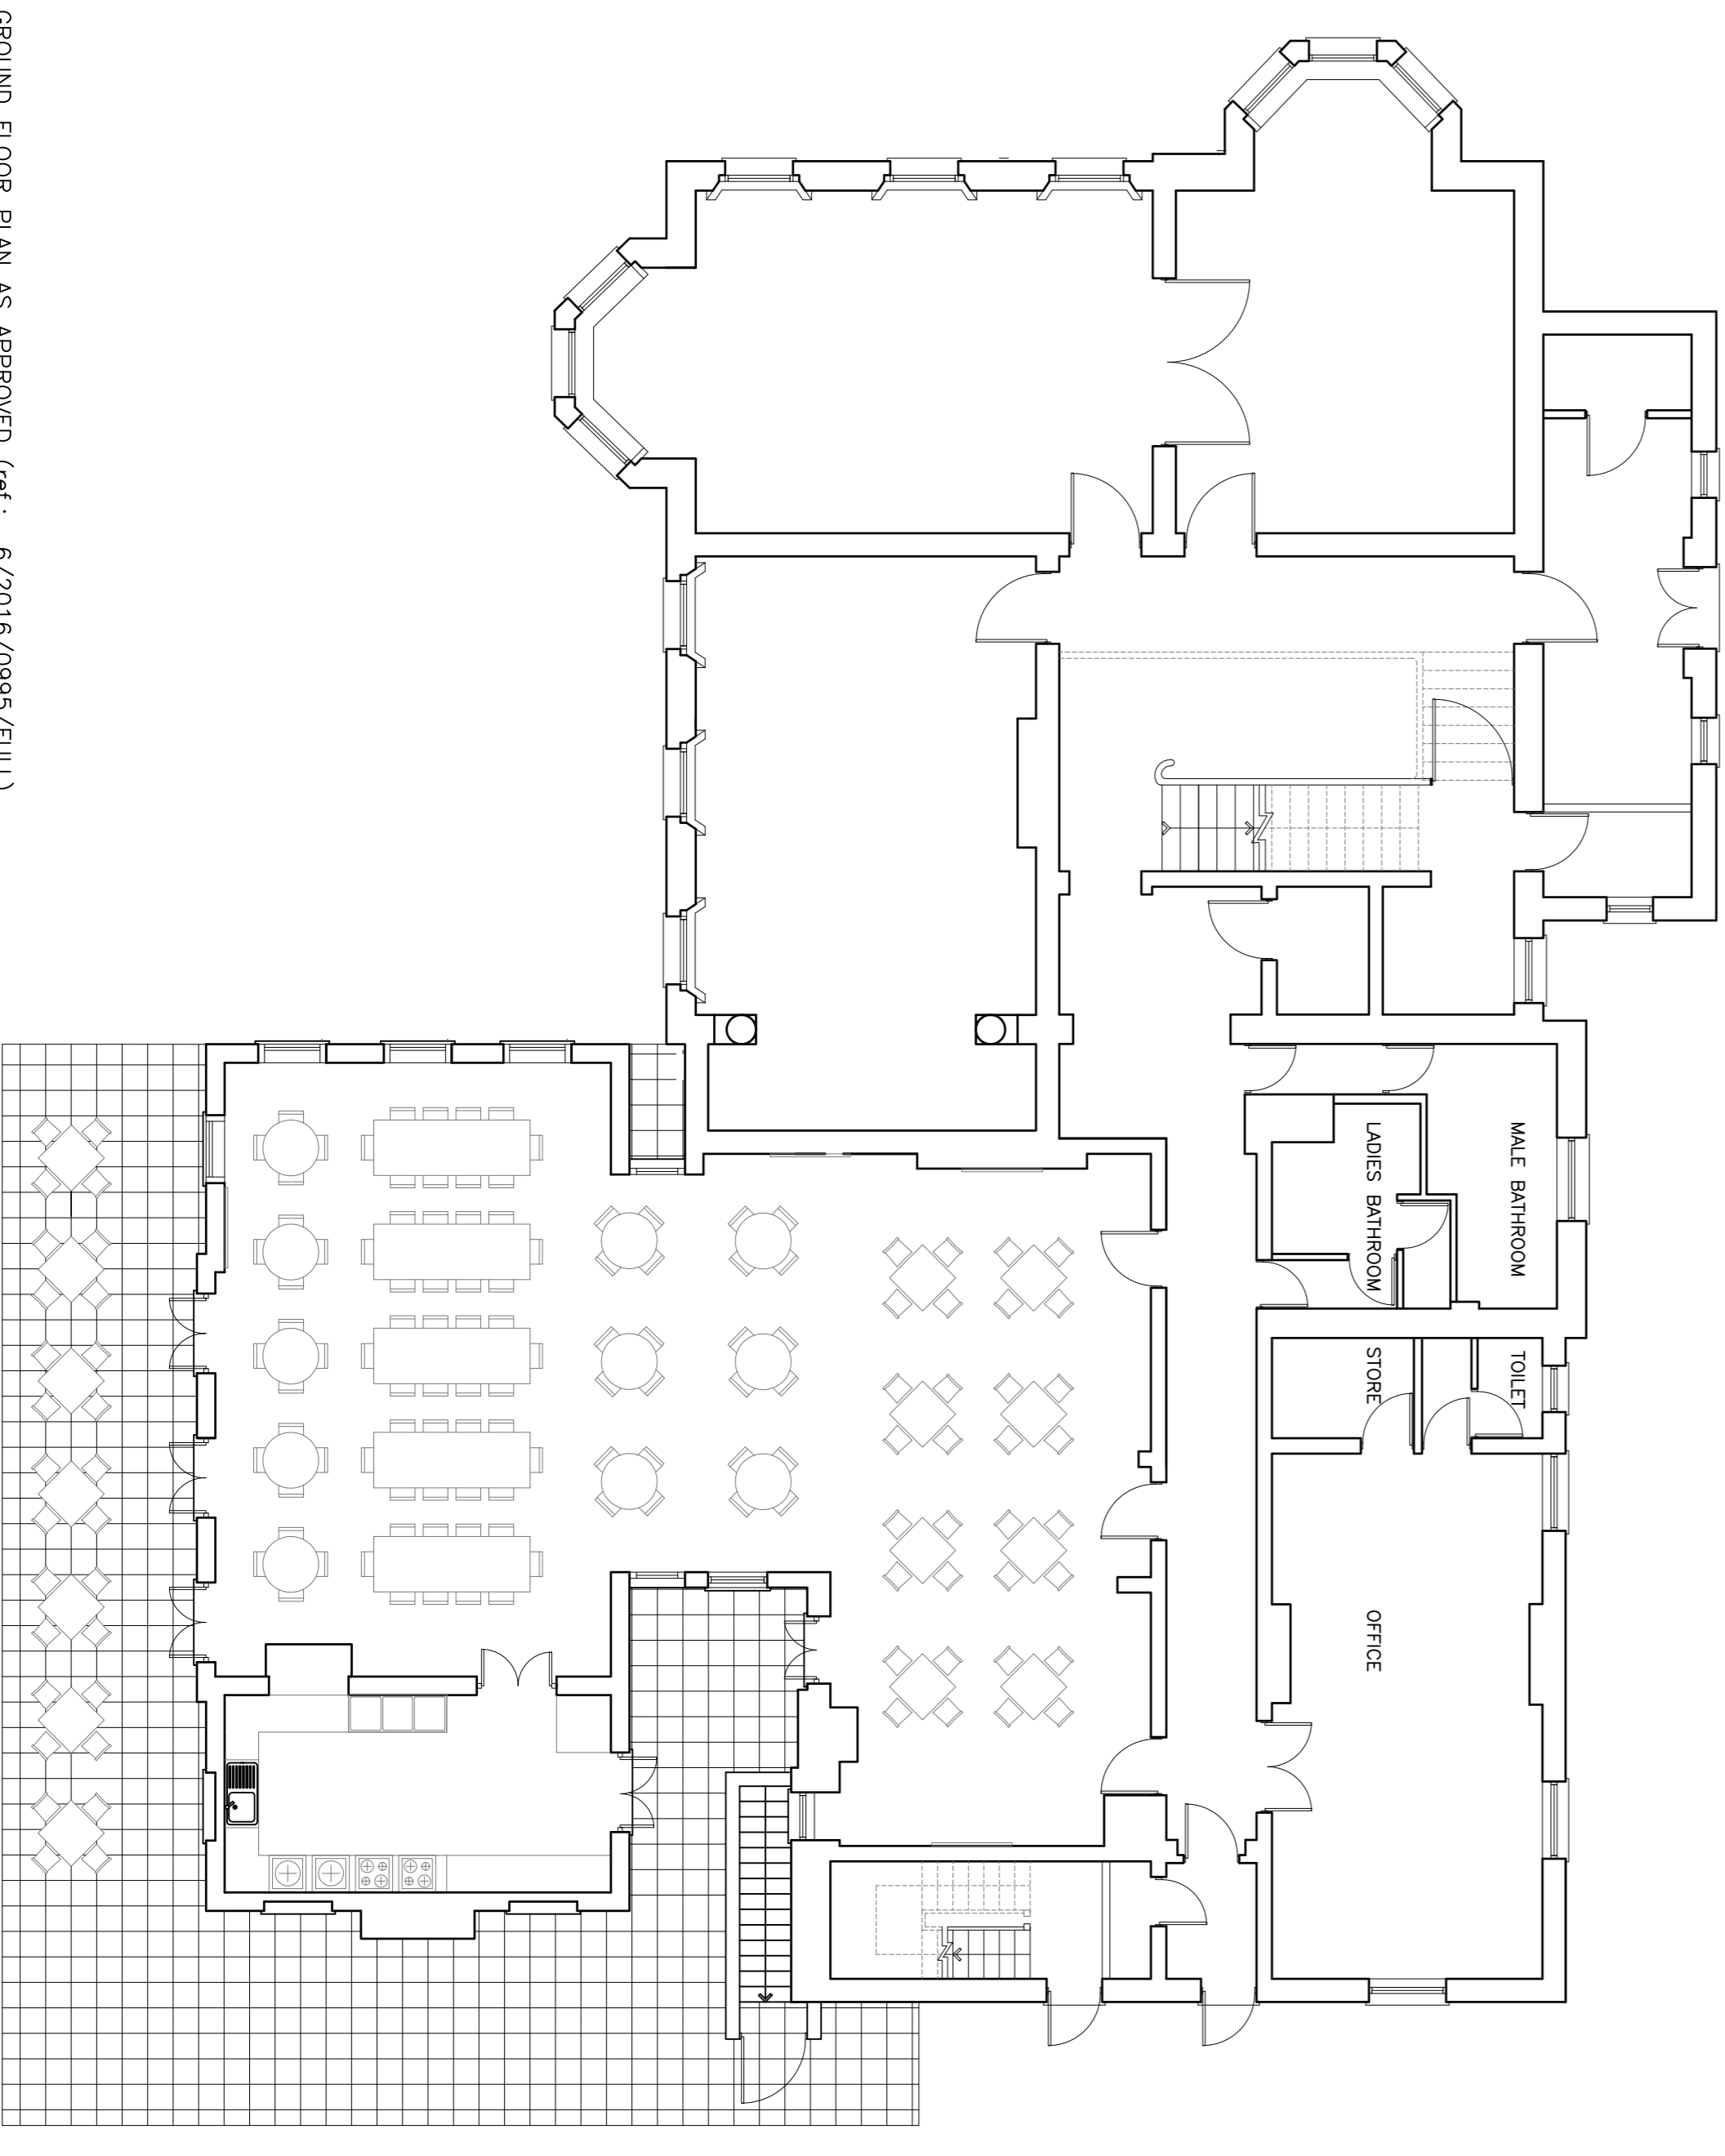 MALE BATHROOM
LADIES BATHROOM
TOILET
STORE
OFFICE
GROUND FLOOR PLAN AS APPROVED (ref: 6/2016/0995/FULL)